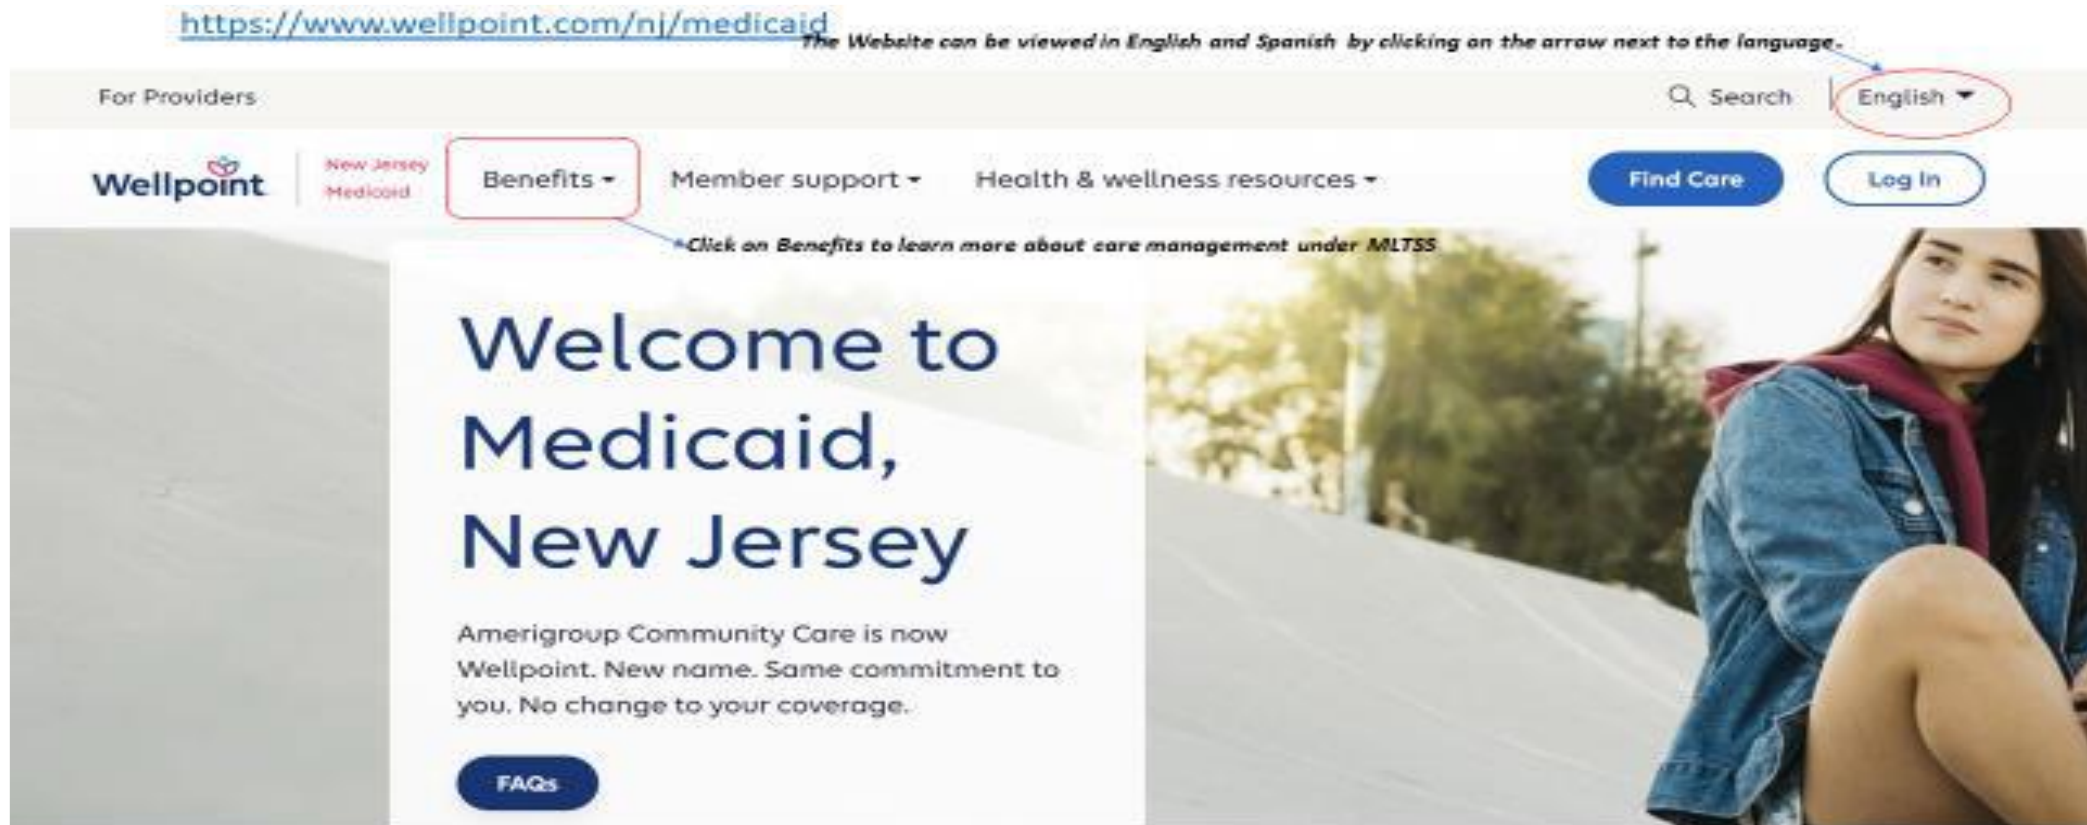 https://www.wellpoint.com/nj/medicaid
The Website can be viewed in English and Spanish by clicking on the arrow next to the language.
For Providers
Search
English
Wellpoint
New Jersey
Medicaid
Benefits
Member support
Health & wellness resources
Find Care
Log In
Click on Benefits to learn more about care management under MLTSS
Welcome to
Medicaid,
New Jersey
Amerigroup Community Care is now
Wellpoint. New name. Same commitment to
you. No change to your coverage.
FAQs